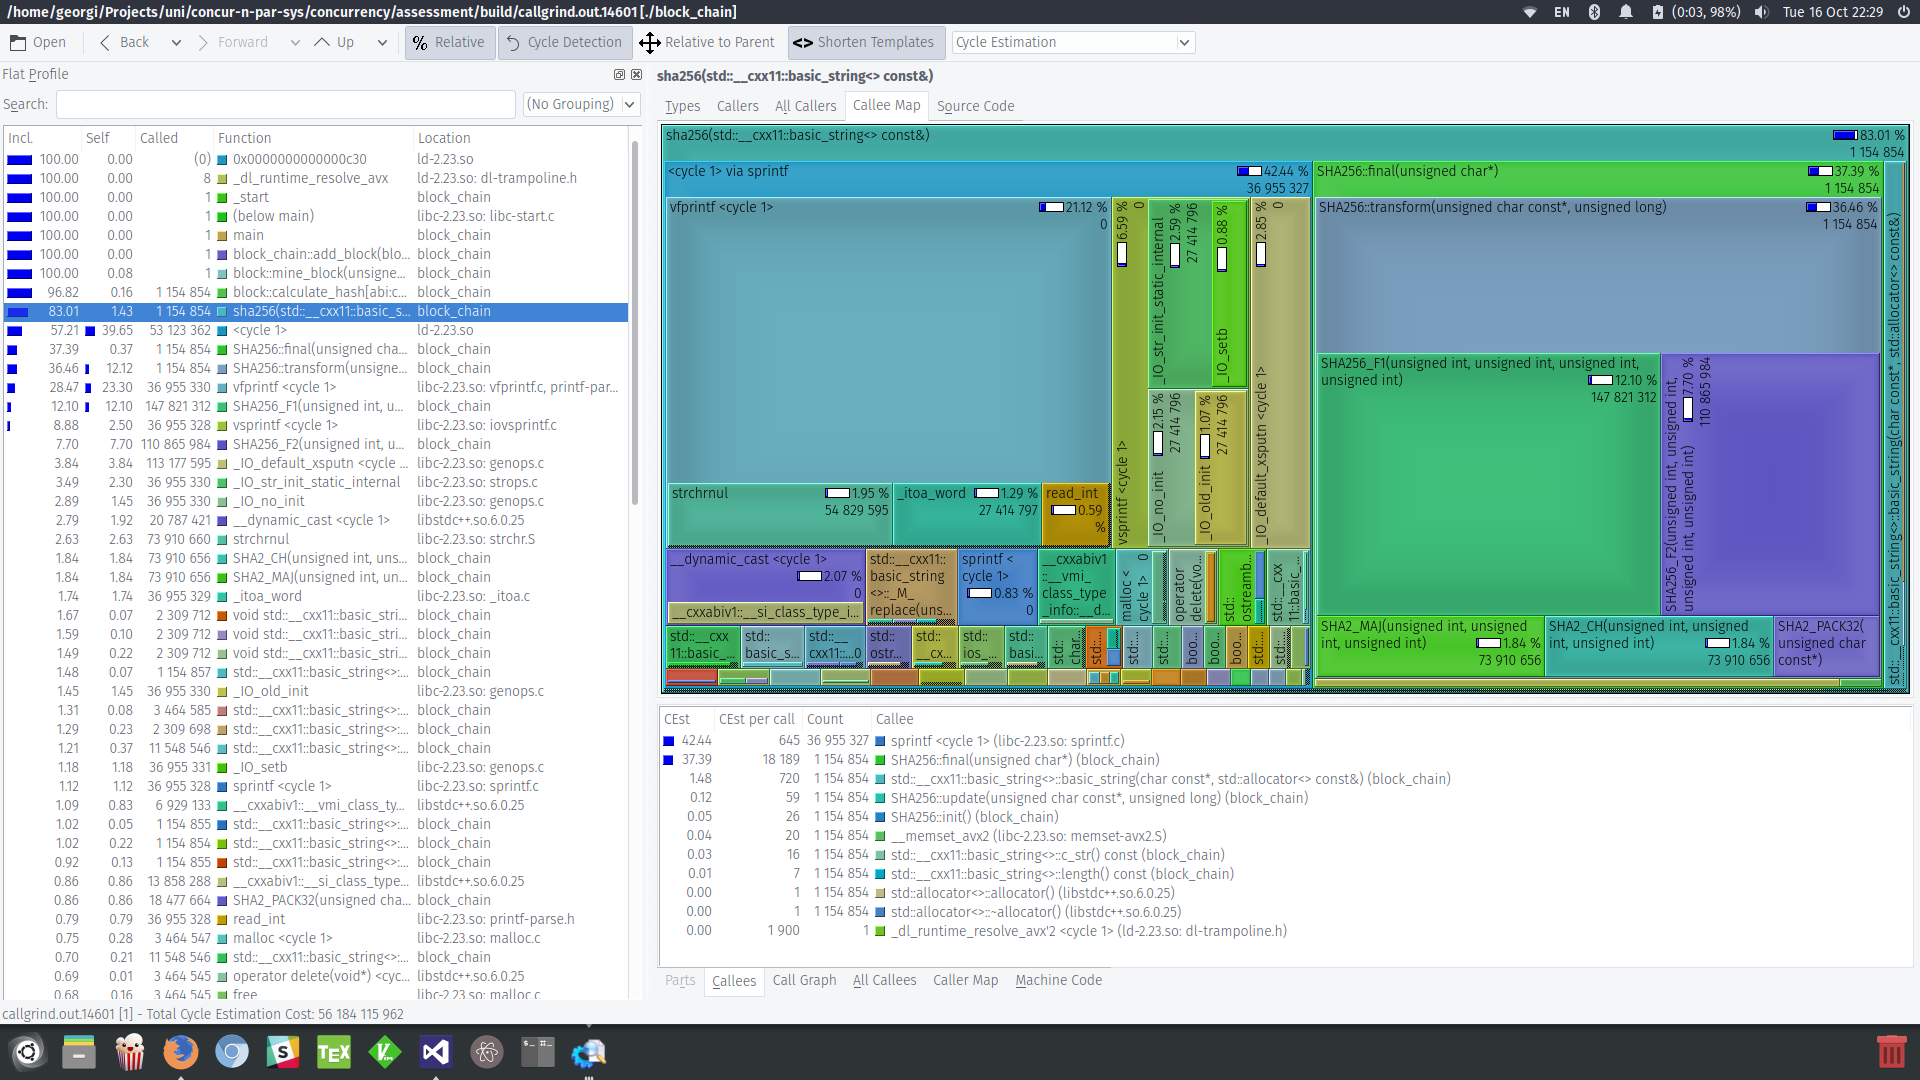 /home/georgi/Projects/uni/concur-n-par-sys/concurrency/assessment/build/callgrind.out.14601 [./block_chain]
EN (0:03, 98%) Tue 16 Oct 22:29
Open Back Forward Up % Relative Cycle Detection Relative to Parent <> Shorten Templates Cycle Estimation
Flat Profile
Search: (No Grouping)
Incl. Self Called Function Location
100.00 0.00 (0) 0x0000000000000c30 ld-2.23.so
100.00 0.00 8 _dl_runtime_resolve_avx ld-2.23.so: dl-trampoline.h
100.00 0.00 1 _start block_chain
100.00 0.00 1 (below main) libc-2.23.so: libc-start.c
100.00 0.00 1 main block_chain
100.00 0.00 1 block_chain::add_block(blo... block_chain
100.00 0.08 1 block::mine_block(unsigne... block_chain
96.82 0.16 1 154 854 block::calculate_hash[abi:c... block_chain
83.01 1.43 1 154 854 sha256(std::__cxx11::basic_s... block_chain
57.21 39.65 53 123 362 <cycle 1> ld-2.23.so
37.39 0.37 1 154 854 SHA256::final(unsigned cha... block_chain
36.46 12.12 1 154 854 SHA256::transform(unsigne... block_chain
28.47 23.30 36 955 330 vfprintf <cycle 1> libc-2.23.so: vfprintf.c, printf-par...
12.10 12.10 147 821 312 SHA256_F1(unsigned int, u... block_chain
8.88 2.50 36 955 328 vsprintf <cycle 1> libc-2.23.so: iovsprintf.c
7.70 7.70 110 865 984 SHA256_F2(unsigned int, u... block_chain
3.84 3.84 113 177 595 _IO_default_xsputn <cycle ... libc-2.23.so: genops.c
3.49 2.30 36 955 330 _IO_str_init_static_internal libc-2.23.so: strops.c
2.89 1.45 36 955 330 _IO_no_init libc-2.23.so: genops.c
2.79 1.92 20 787 421 __dynamic_cast <cycle 1> libstdc++.so.6.0.25
2.63 2.63 73 910 660 strchrnul libc-2.23.so: strchr.S
1.84 1.84 73 910 656 SHA2_CH(unsigned int, uns... block_chain
1.84 1.84 73 910 656 SHA2_MAJ(unsigned int, un... block_chain
1.74 1.74 36 955 329 _itoa_word libc-2.23.so: _itoa.c
1.67 0.07 2 309 712 void std::__cxx11::basic_stri... block_chain
1.59 0.10 2 309 712 void std::__cxx11::basic_stri... block_chain
1.49 0.22 2 309 712 void std::__cxx11::basic_stri... block_chain
1.48 0.07 1 154 857 std::__cxx11::basic_string<>:... block_chain
1.45 1.45 36 955 330 _IO_old_init libc-2.23.so: genops.c
1.31 0.08 3 464 585 std::__cxx11::basic_string<>:... block_chain
1.29 0.23 2 309 698 std::__cxx11::basic_string<>:... block_chain
1.21 0.37 11 548 546 std::__cxx11::basic_string<>:... block_chain
1.18 1.18 36 955 331 _IO_setb libc-2.23.so: genops.c
1.12 1.12 36 955 328 sprintf <cycle 1> libc-2.23.so: sprintf.c
1.09 0.83 6 929 133 __cxxabiv1::__vmi_class_ty... libstdc++.so.6.0.25
1.02 0.05 1 154 855 std::__cxx11::basic_string<>:... block_chain
1.02 0.22 1 154 854 std::__cxx11::basic_string<>:... block_chain
0.92 0.13 1 154 855 std::__cxx11::basic_string<>:... block_chain
0.86 0.86 13 858 288 __cxxabiv1::__si_class_type... libstdc++.so.6.0.25
0.86 0.86 18 477 664 SHA2_PACK32(unsigned cha... block_chain
0.79 0.79 36 955 328 read_int libc-2.23.so: printf-parse.h
0.75 0.28 3 464 547 malloc <cycle 1> libc-2.23.so: malloc.c
0.70 0.21 11 548 546 std::__cxx11::basic_string<>:... block_chain
0.69 0.01 3 464 545 operator delete(void*) <cyc... libstdc++.so.6.0.25
0.68 0.16 3 464 545 free libc-2.23.so: malloc.c
callgrind.out.14601 [1] - Total Cycle Estimation Cost: 56 184 115 962
sha256(std::__cxx11::basic_string<> const&)
Types Callers All Callers Callee Map Source Code
sha256(std::__cxx11::basic_string<> const&) 83.01 %
1 154 854
<cycle 1> via sprintf 42.44 %
36 955 327
vfprintf <cycle 1> 21.12 %
0
strchrnul 1.95 %
54 829 595
_itoa_word 1.29 %
27 414 797
read_int
0.59
%
vsprintf <cycle 1> 6.59 % 0
_IO_str_init_static_internal 2.59 % 27 414 796
_IO_setb 0.88 %
_IO_no_init 2.15 % 27 414 796
_IO_old_init 1.07 % 27 414 796
_IO_default_xsputn <cycle 1> 2.85 % 0
__dynamic_cast <cycle 1>
2.07 %
0
__cxxabiv1::__si_class_type_i...
std::__cxx11::
basic_string
<>::_M_
replace(uns...
sprintf <
cycle 1>
0.83 %
0
__cxxabiv1
::__vmi_
class_type
_info::__d...
malloc <
cycle 1> 0
operator
delete(vo...
std::
ostreamb...
std::__cxx
11::basic_...
std::__cxx
11::basic_...
std::
basic_s...
std::__
cxx11::...0
std::
ostr...
std::
__cx...
std::
ios_...
std::
basi...
std::
char...
std::...
std::...
std::...
boo...
boo...
boo...
std::...
std::...
SHA256::final(unsigned char*) 37.39 %
1 154 854
SHA256::transform(unsigned char const*, unsigned long) 36.46 %
1 154 854
SHA256_F1(unsigned int, unsigned int, unsigned int,
unsigned int) 12.10 %
147 821 312
SHA256_F2(unsigned int, unsigned int,
unsigned int, unsigned int) 7.70 %
110 865 984
SHA2_MAJ(unsigned int, unsigned
int, unsigned int) 1.84 %
73 910 656
SHA2_CH(unsigned int, unsigned
int, unsigned int) 1.84 %
73 910 656
SHA2_PACK32(
unsigned char
const*)
std::__cxx11::basic_string<>::basic_string(char const*, std::allocator<> const&)
CEst CEst per call Count Callee
42.44 645 36 955 327 sprintf <cycle 1> (libc-2.23.so: sprintf.c)
37.39 18 189 1 154 854 SHA256::final(unsigned char*) (block_chain)
1.48 720 1 154 854 std::__cxx11::basic_string<>::basic_string(char const*, std::allocator<> const&) (block_chain)
0.12 59 1 154 854 SHA256::update(unsigned char const*, unsigned long) (block_chain)
0.05 26 1 154 854 SHA256::init() (block_chain)
0.04 20 1 154 854 __memset_avx2 (libc-2.23.so: memset-avx2.S)
0.03 16 1 154 854 std::__cxx11::basic_string<>::c_str() const (block_chain)
0.01 7 1 154 854 std::__cxx11::basic_string<>::length() const (block_chain)
0.00 1 1 154 854 std::allocator<>::allocator() (libstdc++.so.6.0.25)
0.00 1 1 154 854 std::allocator<>::~allocator() (libstdc++.so.6.0.25)
0.00 1 900 1 _dl_runtime_resolve_avx'2 <cycle 1> (ld-2.23.so: dl-trampoline.h)
Parts Callees Call Graph All Callees Caller Map Machine Code
TEX